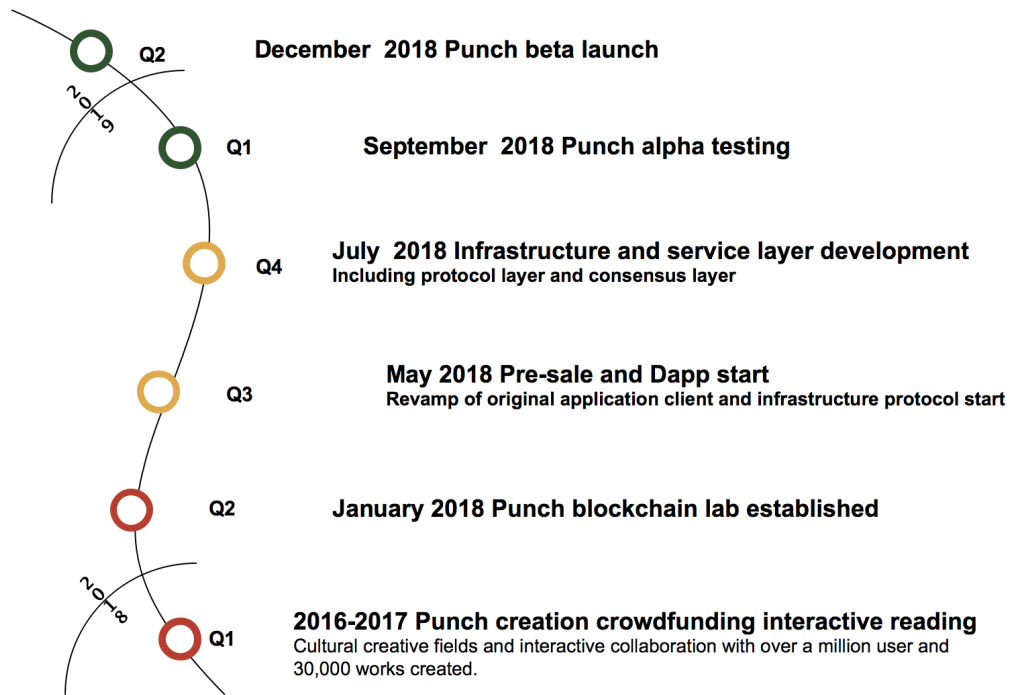 Q2 December 2018 Punch beta launch
2019
Q1 September 2018 Punch alpha testing
July 2018 Infrastructure and service layer development
Q4 Including protocol layer and consensus layer
May 2018 Pre-sale and Dapp start
Q3 Revamp of original application client and infrastructure protocol start
Q2 January 2018 Punch blockchain lab established
2018
2016-2017 Punch creation crowdfunding interactive reading
Q1 Cultural creative fields and interactive collaboration with over a million user and
30,000 works created.